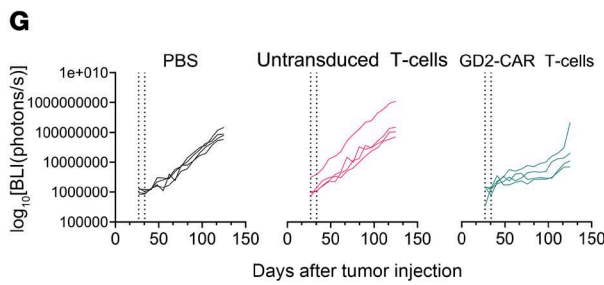 G
PBS
Untransduced T-cells
GD2-CAR T-cells
log10[BLI(photons/s)]
1e+010
1000000000
100000000
10000000
1000000
100000
0 50 100 150
0 50 100 150
0 50 100 150
Days after tumor injection